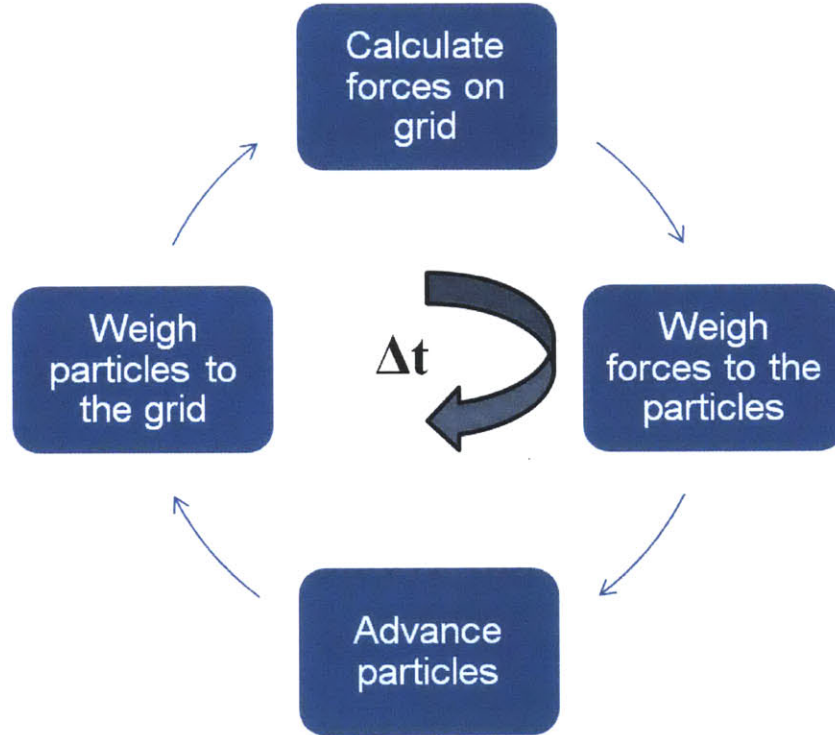 Calculate
forces on
grid
Weigh
particles to
the grid
Δt
Weigh
forces to the
particles
Advance
particles